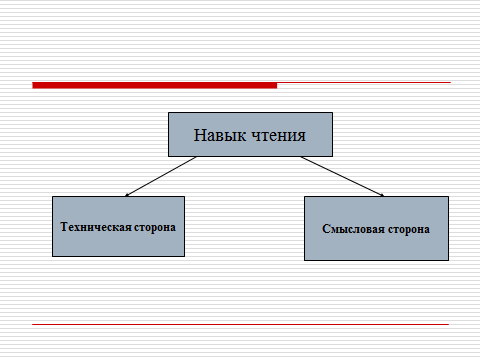 Навык чтения
Техническая сторона
Смысловая сторона